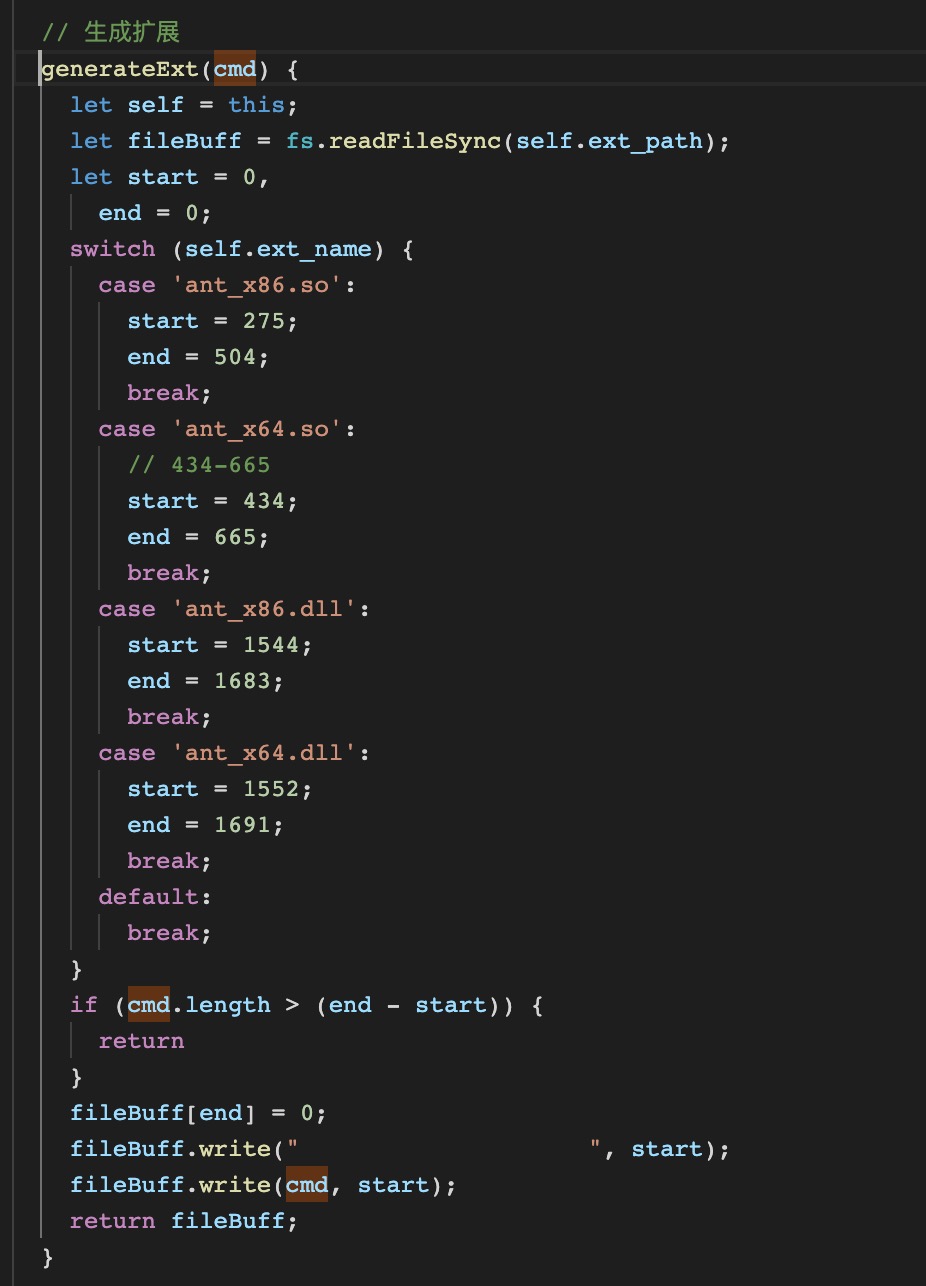 // 生成扩展
generateExt(cmd) {
  let self = this;
  let fileBuff = fs.readFileSync(self.ext_path);
  let start = 0,
    end = 0;
  switch (self.ext_name) {
    case 'ant_x86.so':
      start = 275;
      end = 504;
      break;
    case 'ant_x64.so':
      // 434-665
      start = 434;
      end = 665;
      break;
    case 'ant_x86.dll':
      start = 1544;
      end = 1683;
      break;
    case 'ant_x64.dll':
      start = 1552;
      end = 1691;
      break;
    default:
      break;
  }
  if (cmd.length > (end - start)) {
    return
  }
  fileBuff[end] = 0;
  fileBuff.write("                    ", start);
  fileBuff.write(cmd, start);
  return fileBuff;
}